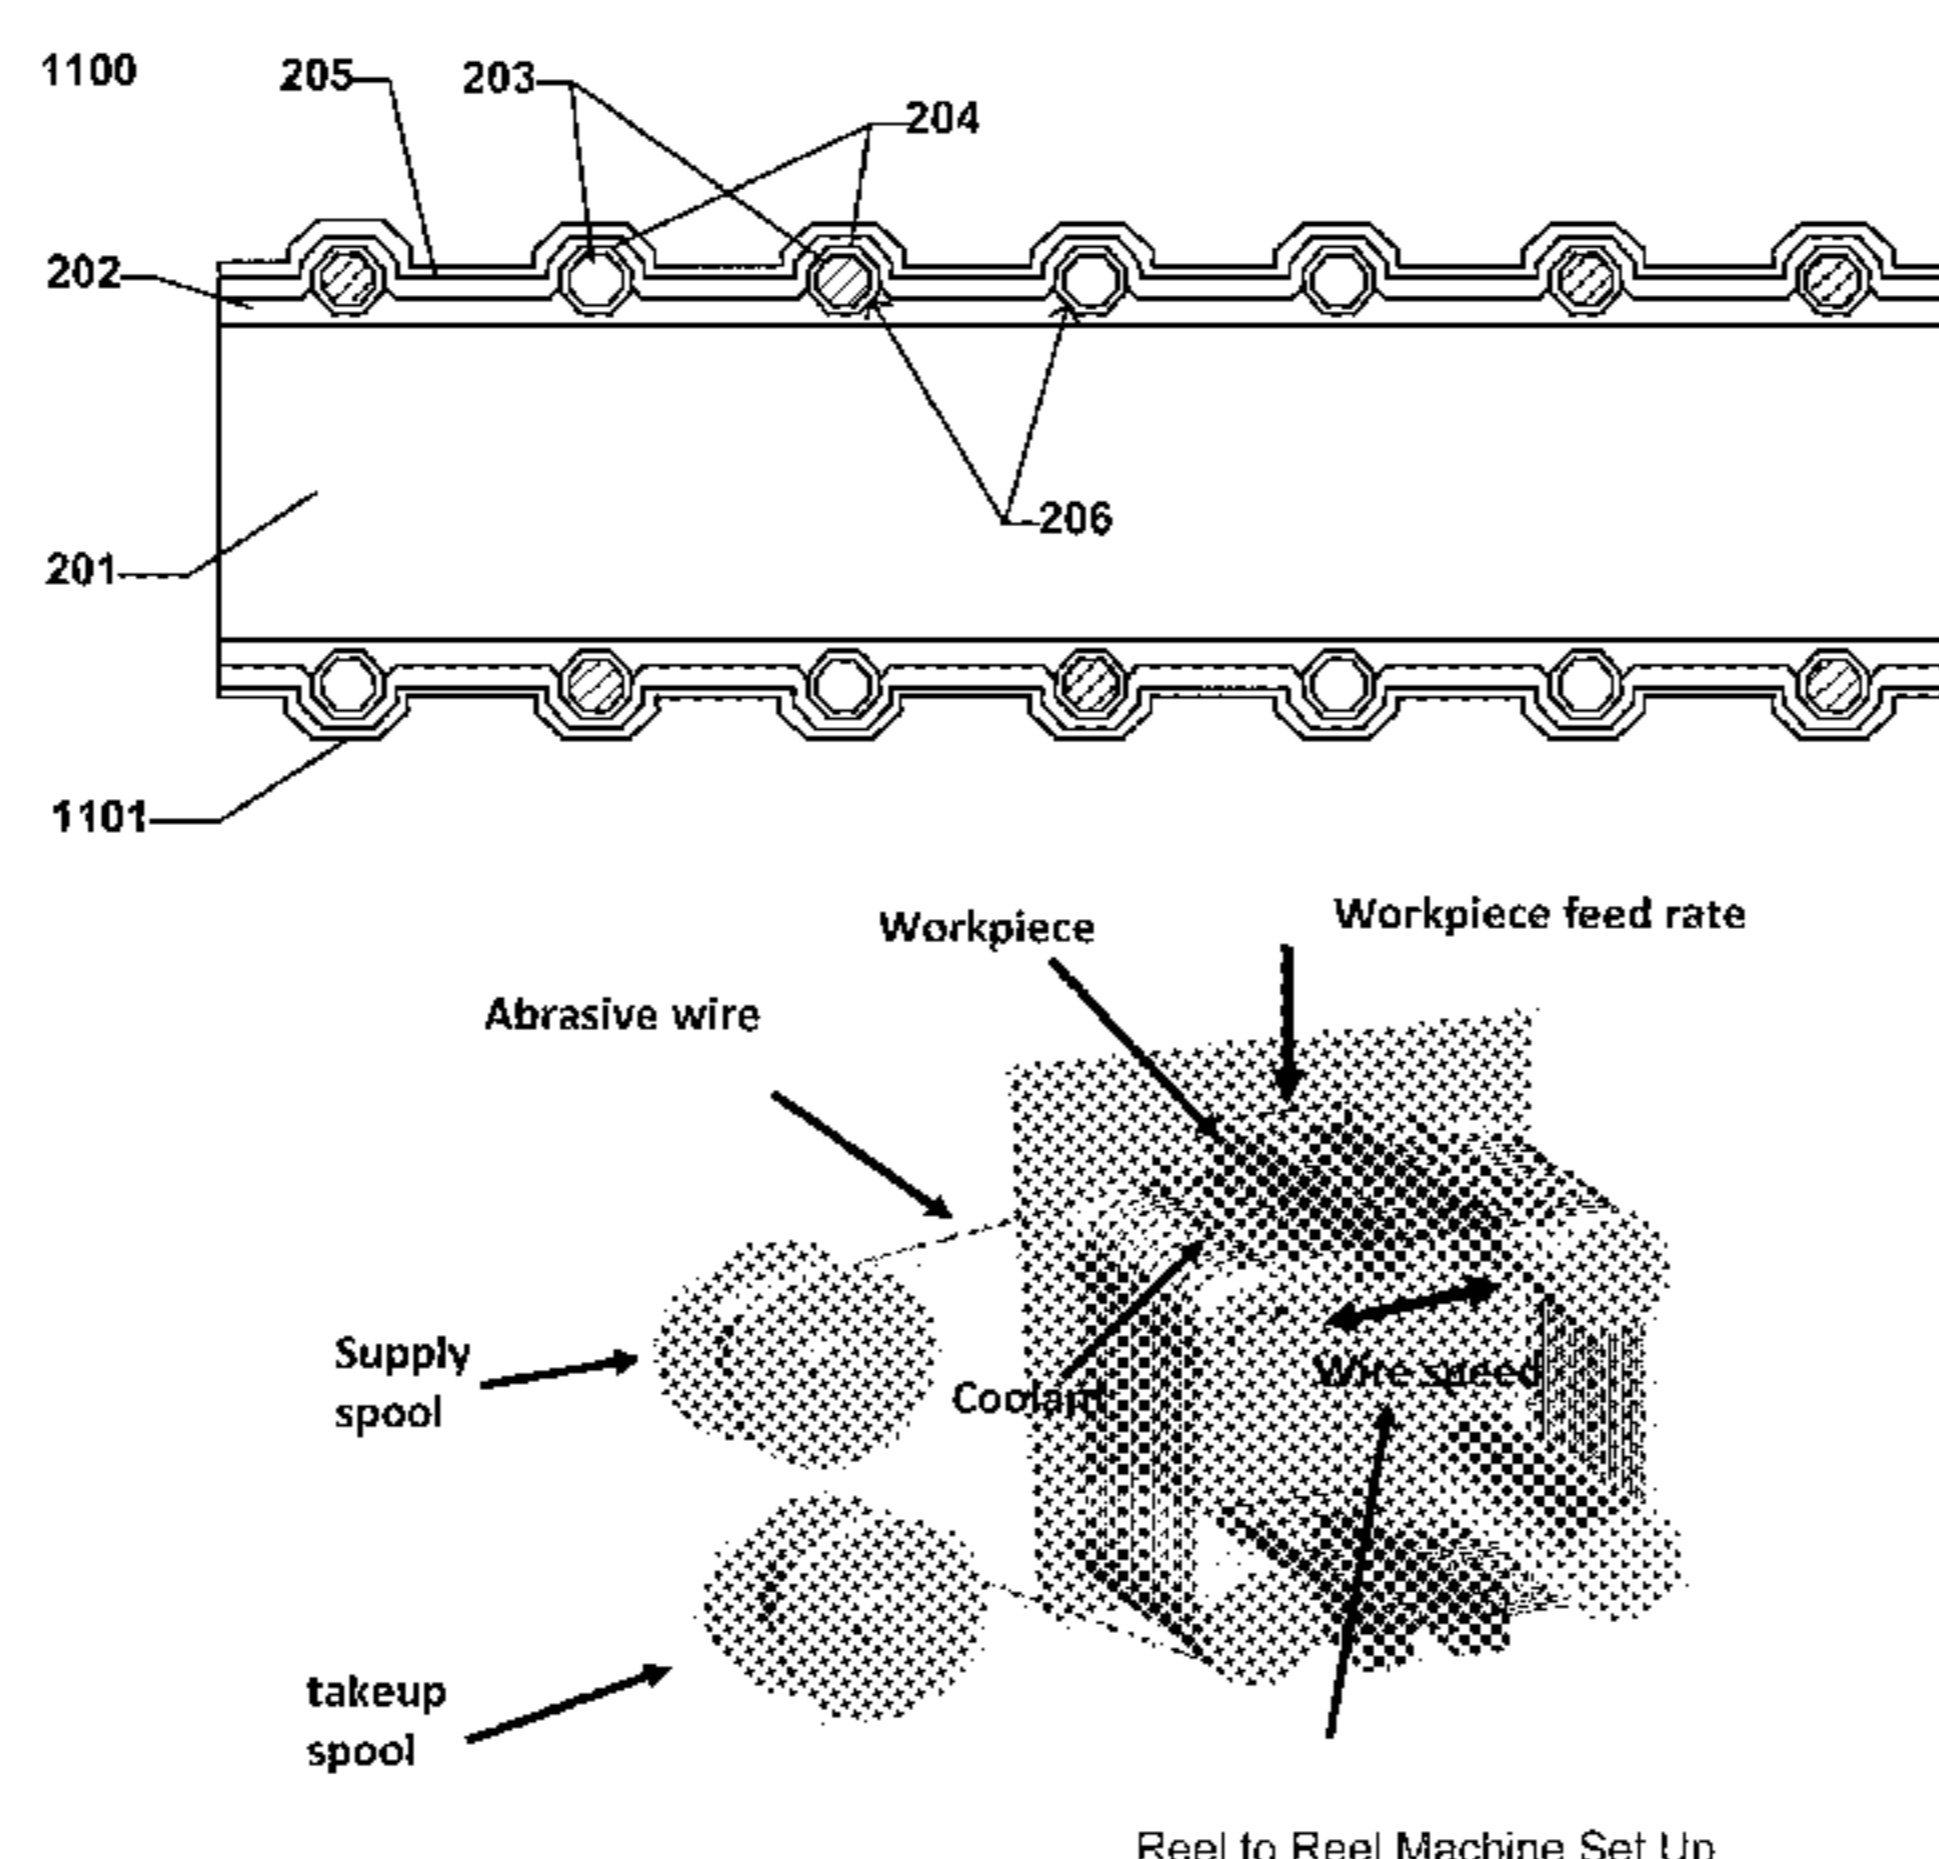 1100
205
203
204
202
206
201
1101
Workpiece
Workpiece feed rate
Abrasive wire
Supply
spool
Coolant
Wire speed
takeup
spool
Reel to Reel Machine Set Up